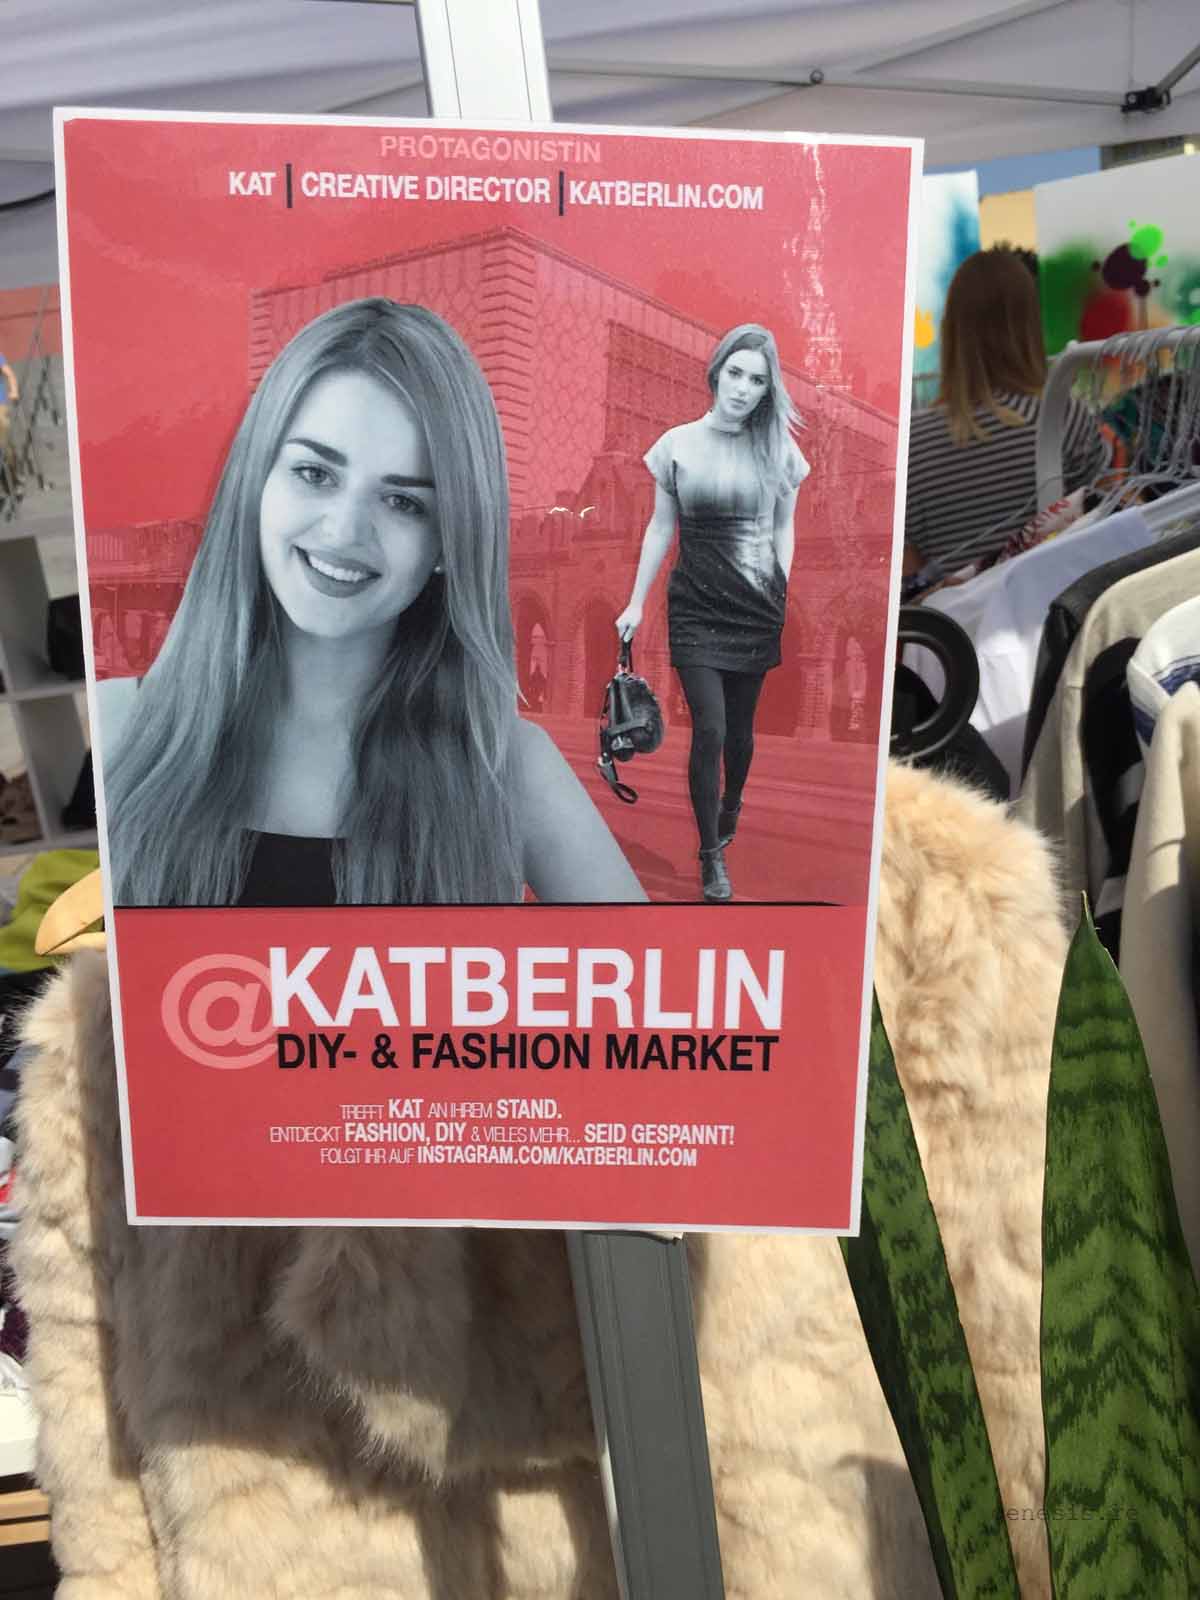 PROTAGONISTIN
KAT | CREATIVE DIRECTOR | KATBERLIN.COM
@KATBERLIN
DIY- & FASHION MARKET
TREFFT KAT AN IHREM STAND.
ENTDECKT FASHION, DIY & VIELES MEHR... SEID GESPANNT!
FOLGT IHR AUF INSTAGRAM.COM/KATBERLIN.COM